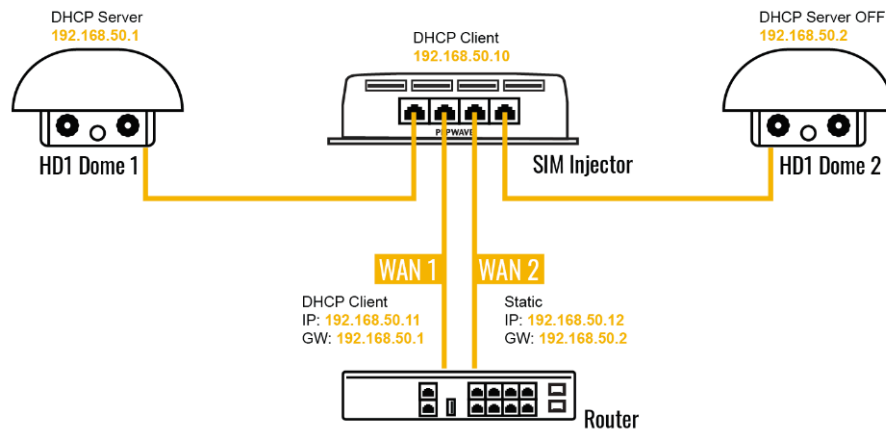 DHCP Server
192.168.50.1
HD1 Dome 1
DHCP Client
192.168.50.10
PEPWAVE
SIM Injector
DHCP Server OFF
192.168.50.2
HD1 Dome 2
WAN 1
DHCP Client
IP: 192.168.50.11
GW: 192.168.50.1
WAN 2
Static
IP: 192.168.50.12
GW: 192.168.50.2
Router